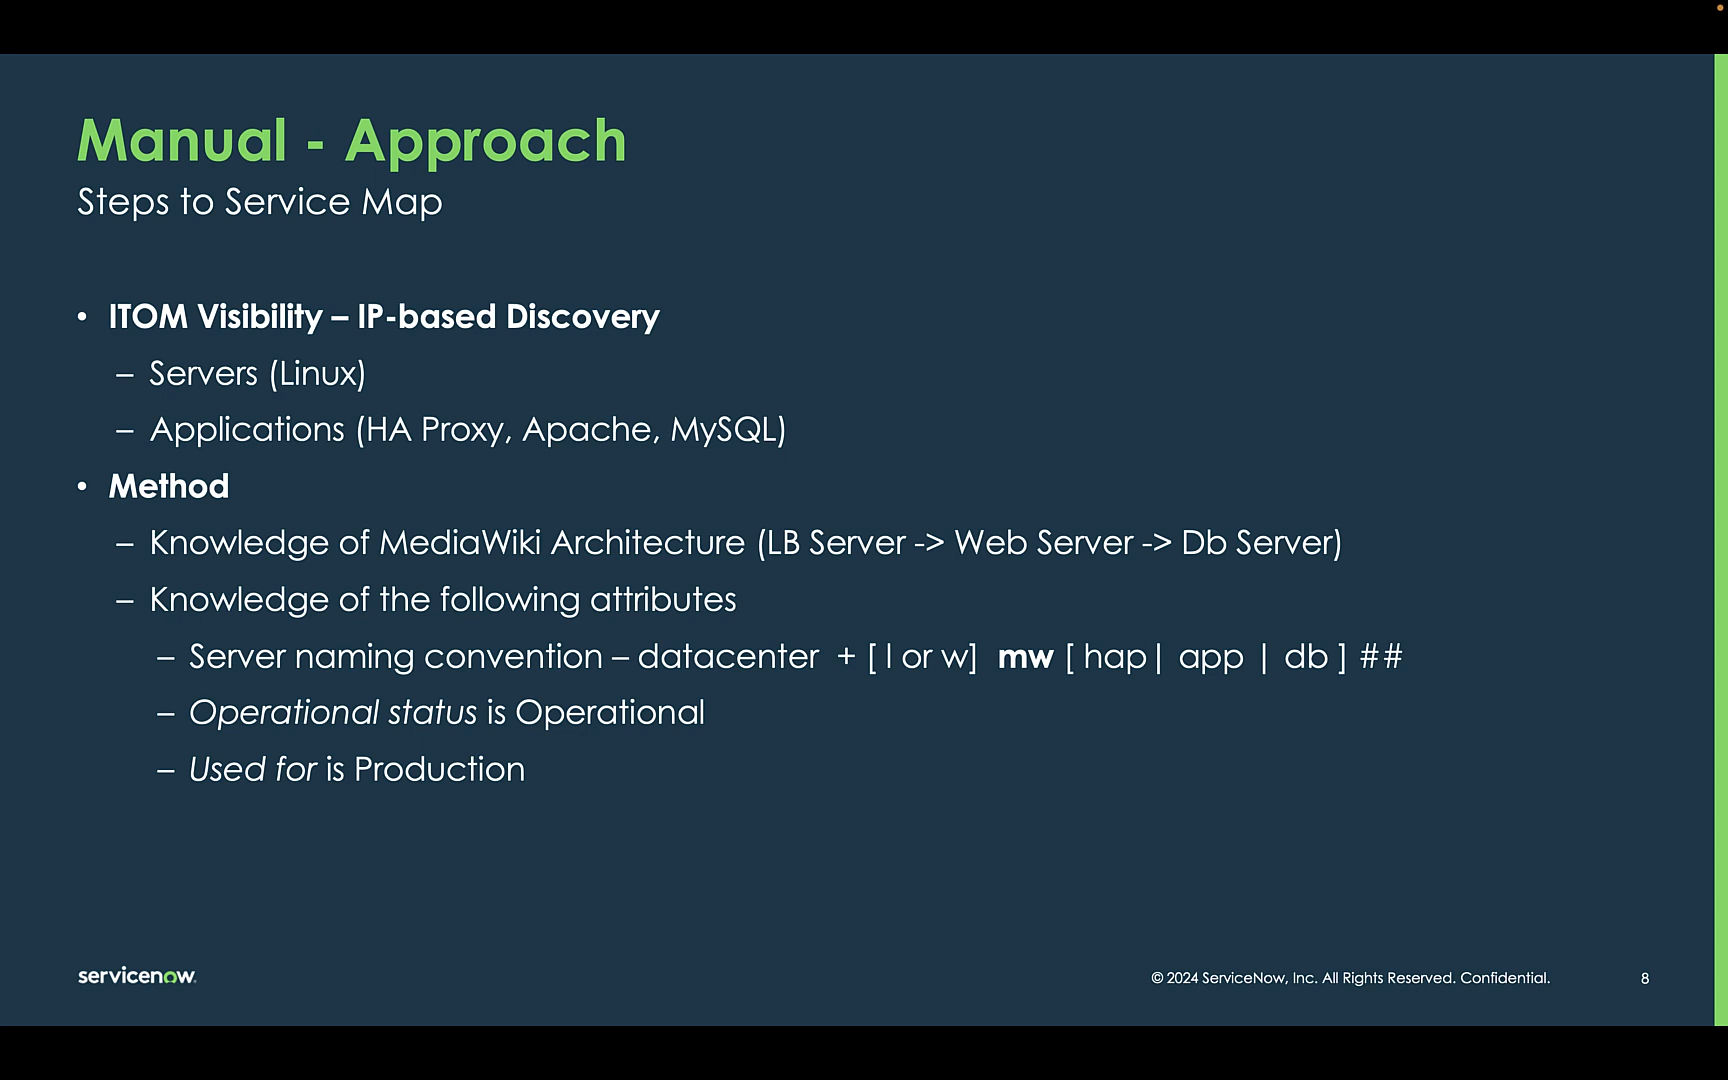 Manual - Approach
Steps to Service Map
• ITOM Visibility – IP-based Discovery
– Servers (Linux)
– Applications (HA Proxy, Apache, MySQL)
• Method
– Knowledge of MediaWiki Architecture (LB Server -> Web Server -> Db Server)
– Knowledge of the following attributes
– Server naming convention – datacenter + [ l or w] mw [ hap| app | db ] ##
– Operational status is Operational
– Used for is Production
servicenow.
© 2024 ServiceNow, Inc. All Rights Reserved. Confidential.
8